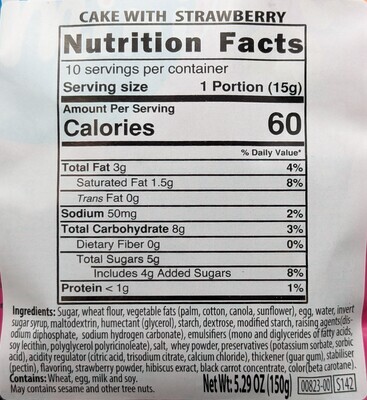 CAKE WITH STRAWBERRY
Nutrition Facts
10 servings per container
Serving size 1 Portion (15g)
Amount Per Serving
Calories 60
% Daily Value*
Total Fat 3g 4%
Saturated Fat 1.5g 8%
Trans Fat 0g
Sodium 50mg 2%
Total Carbohydrate 8g 3%
Dietary Fiber 0g 0%
Total Sugars 5g
Includes 4g Added Sugars 8%
Protein < 1g 1%
Ingredients: Sugar, wheat flour, vegetable fats (palm, cotton, canola, sunflower), egg, water, invert
sugar syrup, maltodextrin, humectant (glycerol), starch, dextrose, modified starch, raising agents(dis-
odium diphosphate, sodium hydrogen carbonate), emulsifiers (mono and diglycerides of fatty acids,
soy lecithin, polyglycerol polyricinoleate), salt, whey powder, preservatives (potassium sorbate, sorbic
acid), acidity regulator (citric acid, trisodium citrate, calcium chloride), thickener (guar gum), stabiliser
(pectin), flavoring, strawberry powder, hibiscus extract, black carrot concentrate, color(beta carotane).
Contains: Wheat, egg, milk and soy.
May contains sesame and other tree nuts.
Net Wt: 5.29 OZ (150g)
00823-00 S142